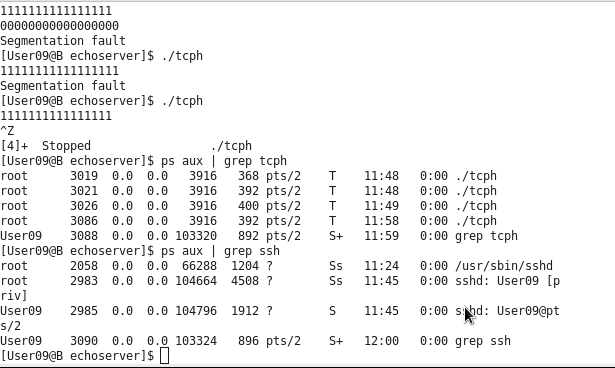 1111111111111111
00000000000000000
Segmentation fault
[User09@B echoserver]$ ./tcph
11111111111111111
Segmentation fault
[User09@B echoserver]$ ./tcph
1111111111111111
^Z
[4]+  Stopped                 ./tcph
[User09@B echoserver]$ ps aux | grep tcph
root      3019  0.0  0.0   3916   368 pts/2    T    11:48   0:00 ./tcph
root      3021  0.0  0.0   3916   392 pts/2    T    11:48   0:00 ./tcph
root      3026  0.0  0.0   3916   400 pts/2    T    11:49   0:00 ./tcph
root      3086  0.0  0.0   3916   392 pts/2    T    11:58   0:00 ./tcph
User09    3088  0.0  0.0 103320   892 pts/2    S+   11:59   0:00 grep tcph
[User09@B echoserver]$ ps aux | grep ssh
root      2058  0.0  0.0  66288  1204 ?        Ss   11:24   0:00 /usr/sbin/sshd
root      2983  0.0  0.0 104664  4508 ?        Ss   11:45   0:00 sshd: User09 [p
riv]
User09    2985  0.0  0.0 104796  1912 ?        S    11:45   0:00 sshd: User09@pt
s/2
User09    3090  0.0  0.0 103324   896 pts/2    S+   12:00   0:00 grep ssh
[User09@B echoserver]$